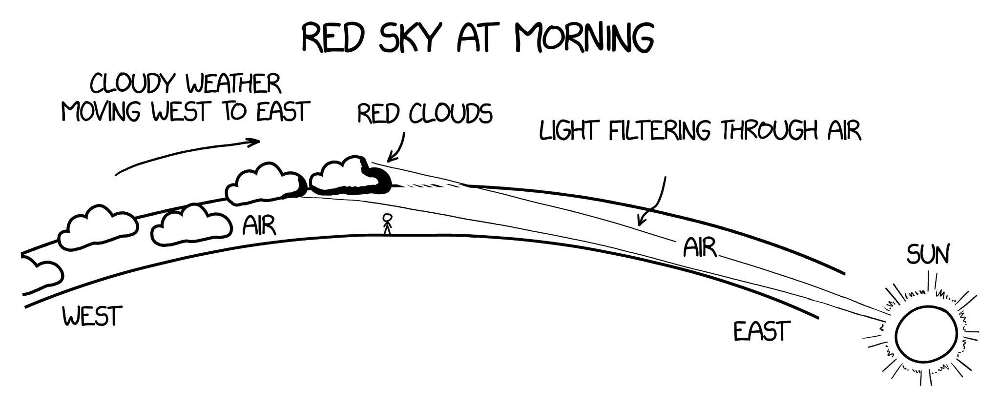 RED SKY AT MORNING
CLOUDY WEATHER
MOVING WEST TO EAST
RED CLOUDS
LIGHT FILTERING THROUGH AIR
AIR
AIR
SUN
WEST
EAST